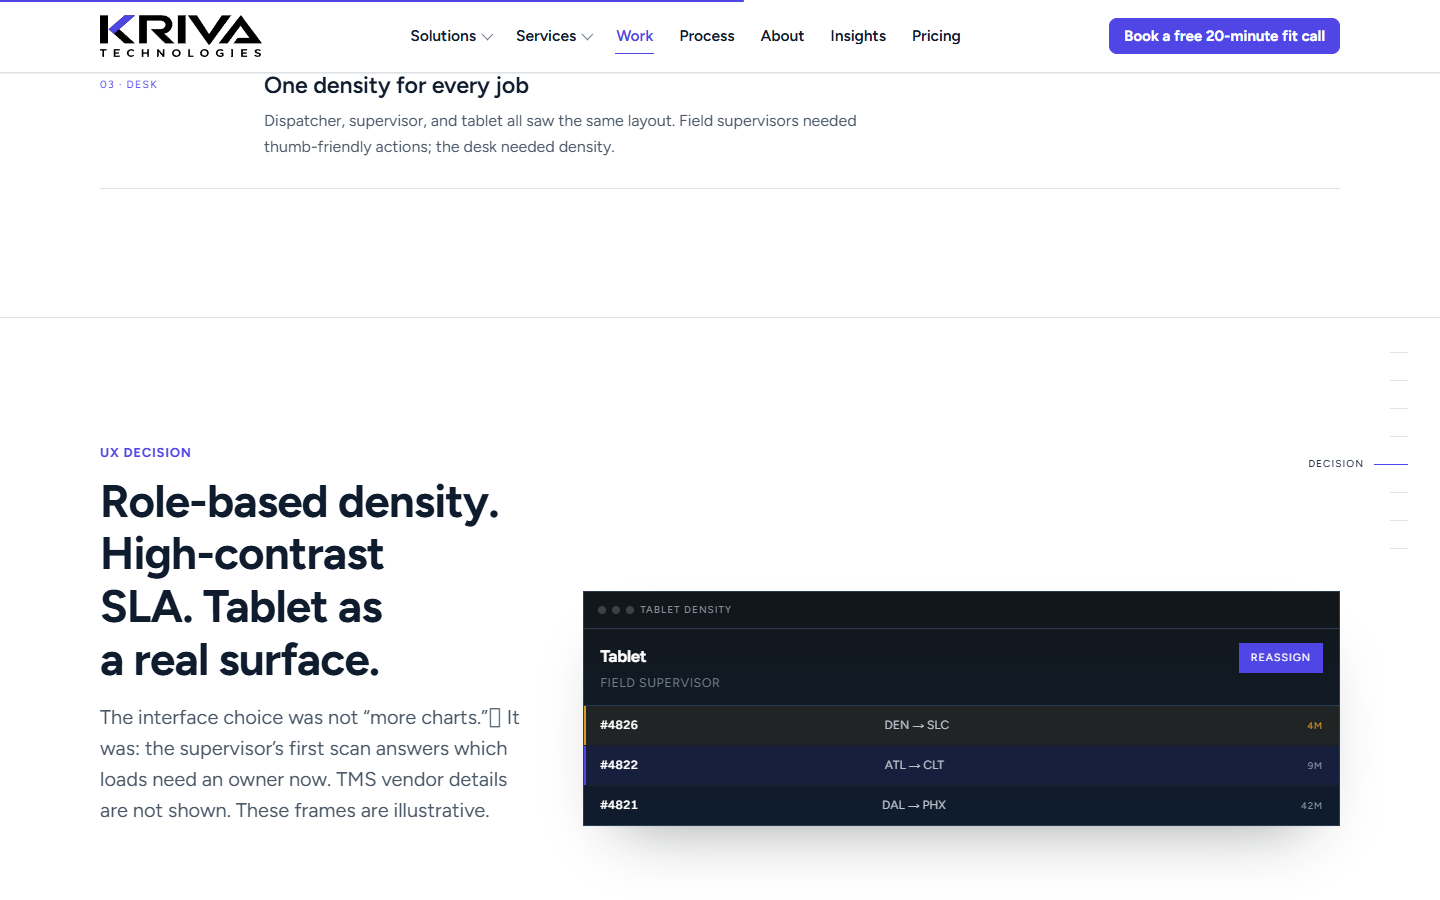 KRIVA
TECHNOLOGIES
Solutions
Services
Work
Process
About
Insights
Pricing
Book a free 20-minute fit call
03 · DESK
One density for every job
Dispatcher, supervisor, and tablet all saw the same layout. Field supervisors needed
thumb-friendly actions; the desk needed density.
DECISION
UX DECISION
Role-based density.
High-contrast
SLA. Tablet as
a real surface.
The interface choice was not “more charts.” It
was: the supervisor’s first scan answers which
loads need an owner now. TMS vendor details
are not shown. These frames are illustrative.
TABLET DENSITY
Tablet
FIELD SUPERVISOR
REASSIGN
#4826 DEN → SLC 4M
#4822 ATL → CLT 9M
#4821 DAL → PHX 42M